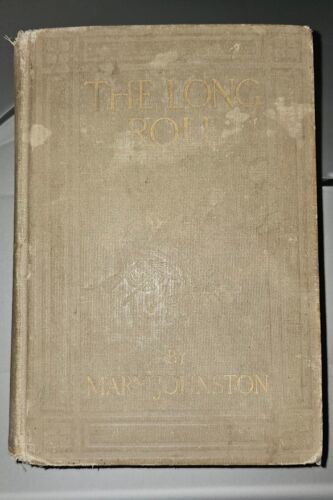 THE LONG
ROLL
BY
MARY JOHNSTON